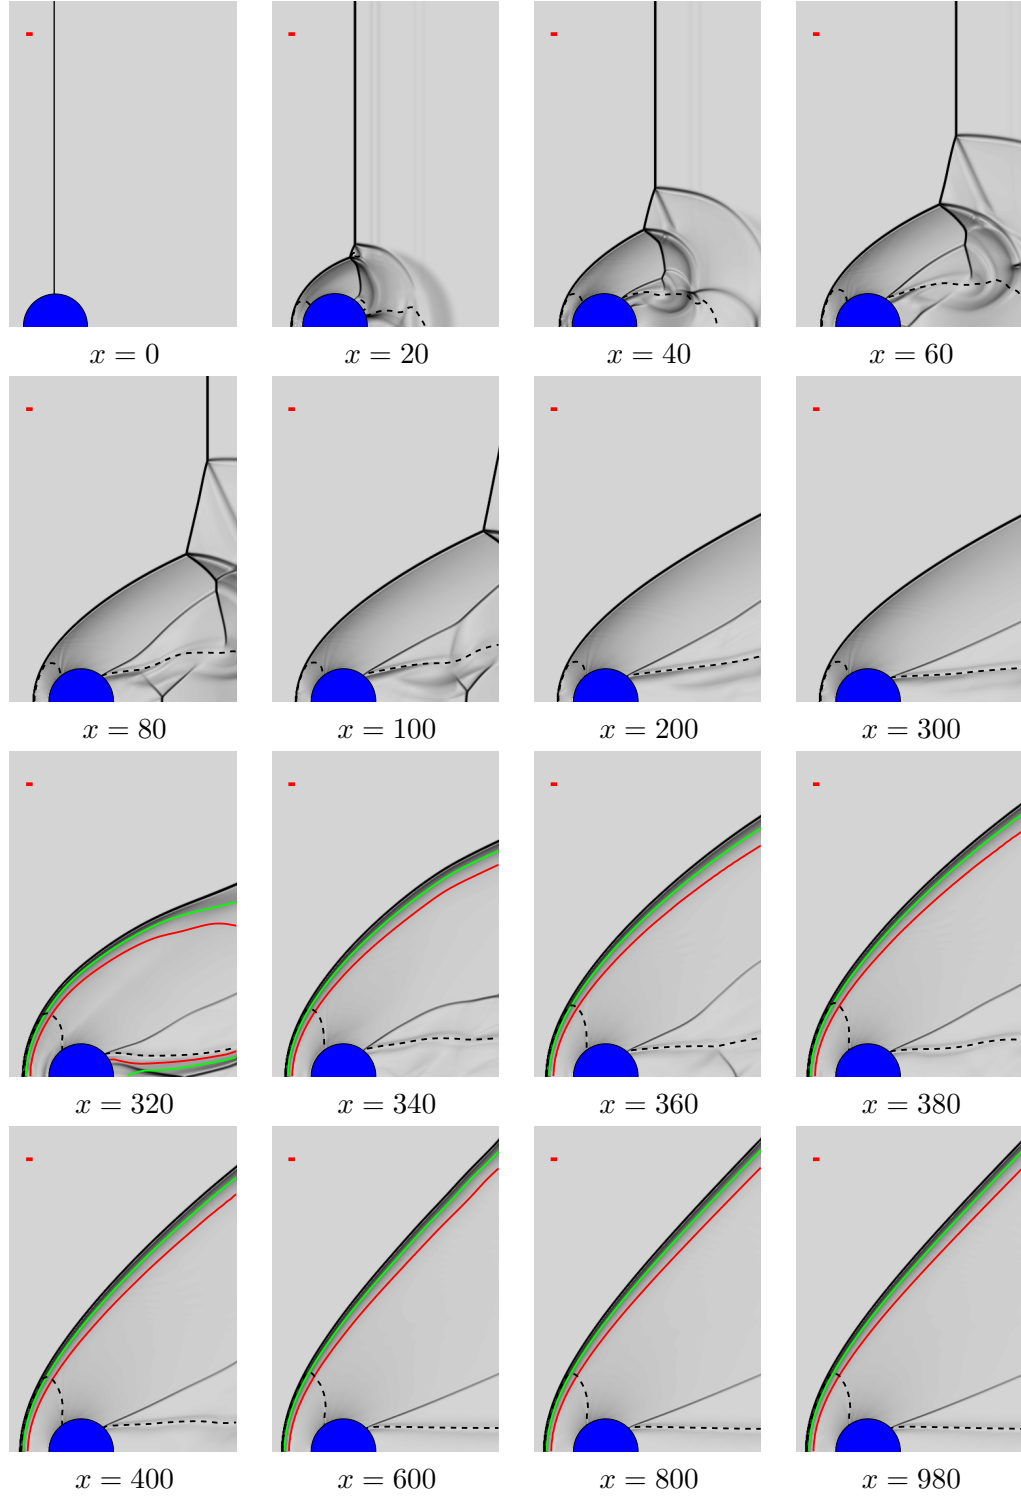 x = 0
x = 20
x = 40
x = 60
x = 80
x = 100
x = 200
x = 300
x = 320
x = 340
x = 360
x = 380
x = 400
x = 600
x = 800
x = 980